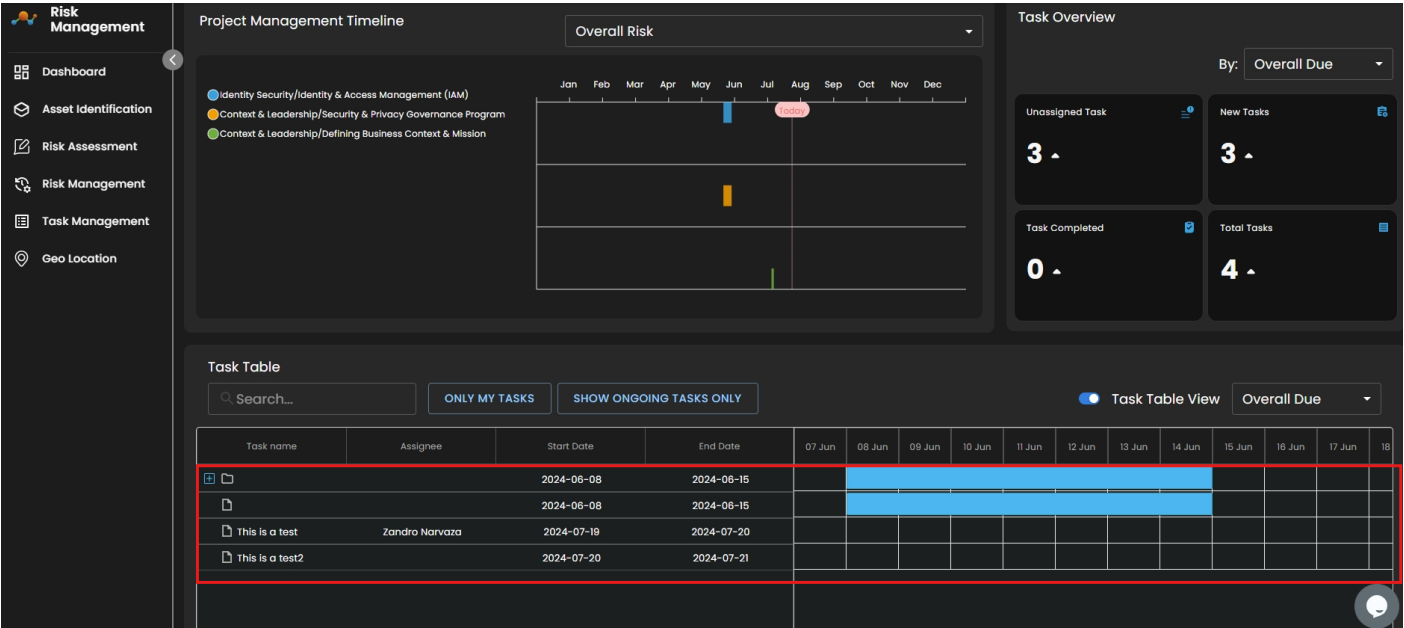 Risk
Management
Dashboard
Asset Identification
Risk Assessment
Risk Management
Task Management
Geo Location
Project Management Timeline
Overall Risk
Identity Security/Identity & Access Management (IAM)
Context & Leadership/Security & Privacy Governance Program
Context & Leadership/Defining Business Context & Mission
Jan Feb Mar Apr May Jun Jul Aug Sep Oct Nov Dec
Today
Task Overview
By: Overall Due
Unassigned Task
3
New Tasks
3
Task Completed
0
Total Tasks
4
Task Table
Search...
ONLY MY TASKS
SHOW ONGOING TASKS ONLY
Task Table View
Overall Due
Task name Assignee Start Date End Date 07 Jun 08 Jun 09 Jun 10 Jun 11 Jun 12 Jun 13 Jun 14 Jun 15 Jun 16 Jun 17 Jun 18
2024-06-08 2024-06-15
2024-06-08 2024-06-15
This is a test Zandro Narvaza 2024-07-19 2024-07-20
This is a test2 2024-07-20 2024-07-21